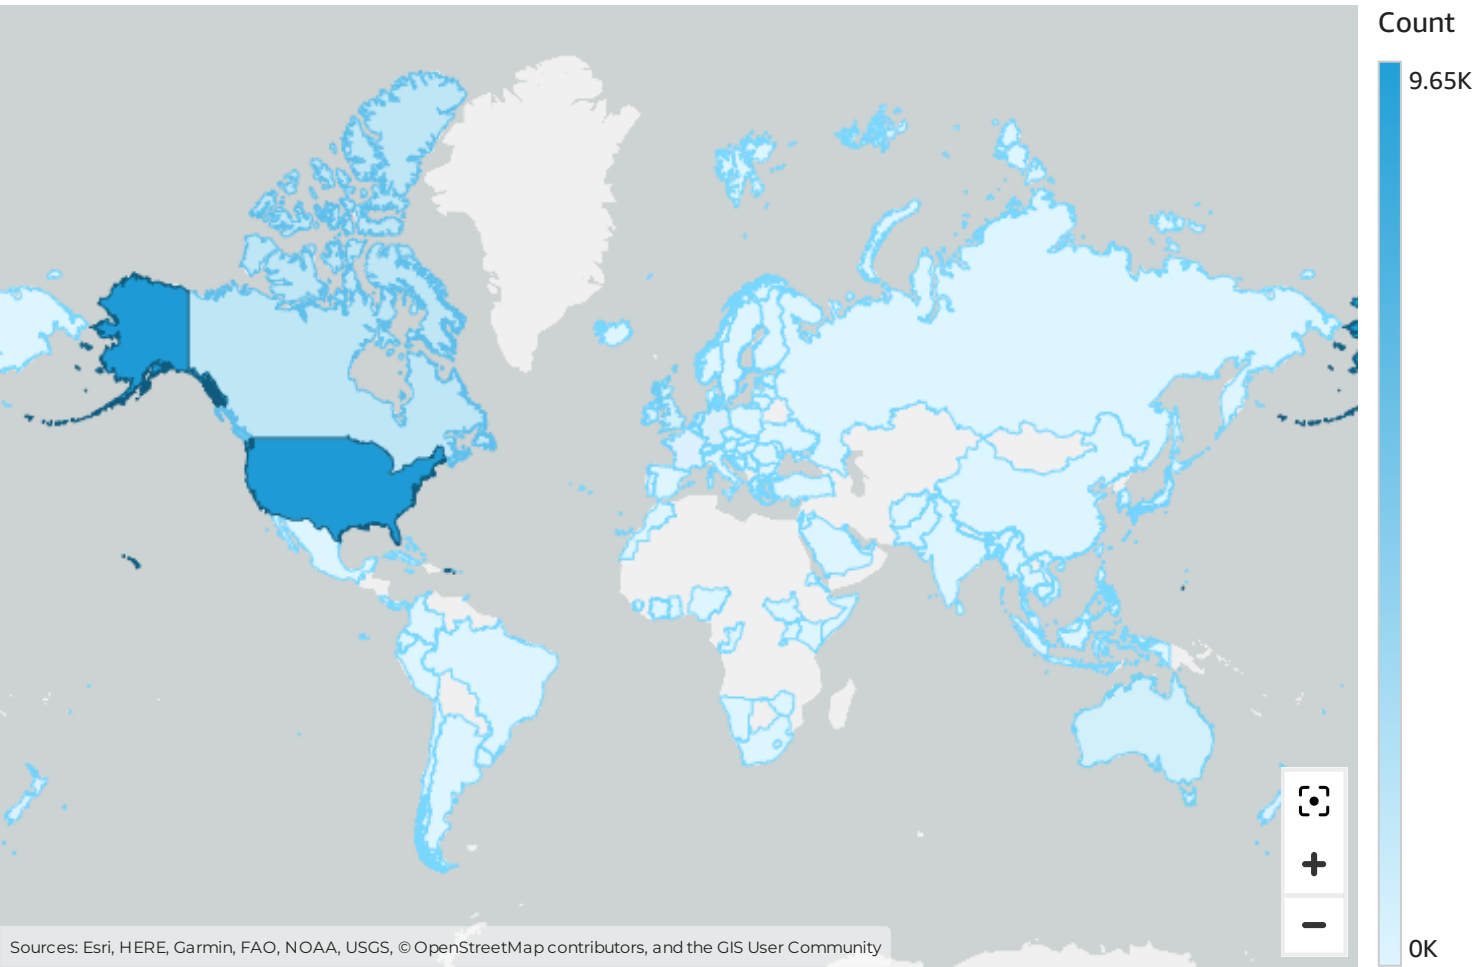 Count
9.65K
0K
Sources: Esri, HERE, Garmin, FAO, NOAA, USGS, © OpenStreetMap contributors, and the GIS User Community